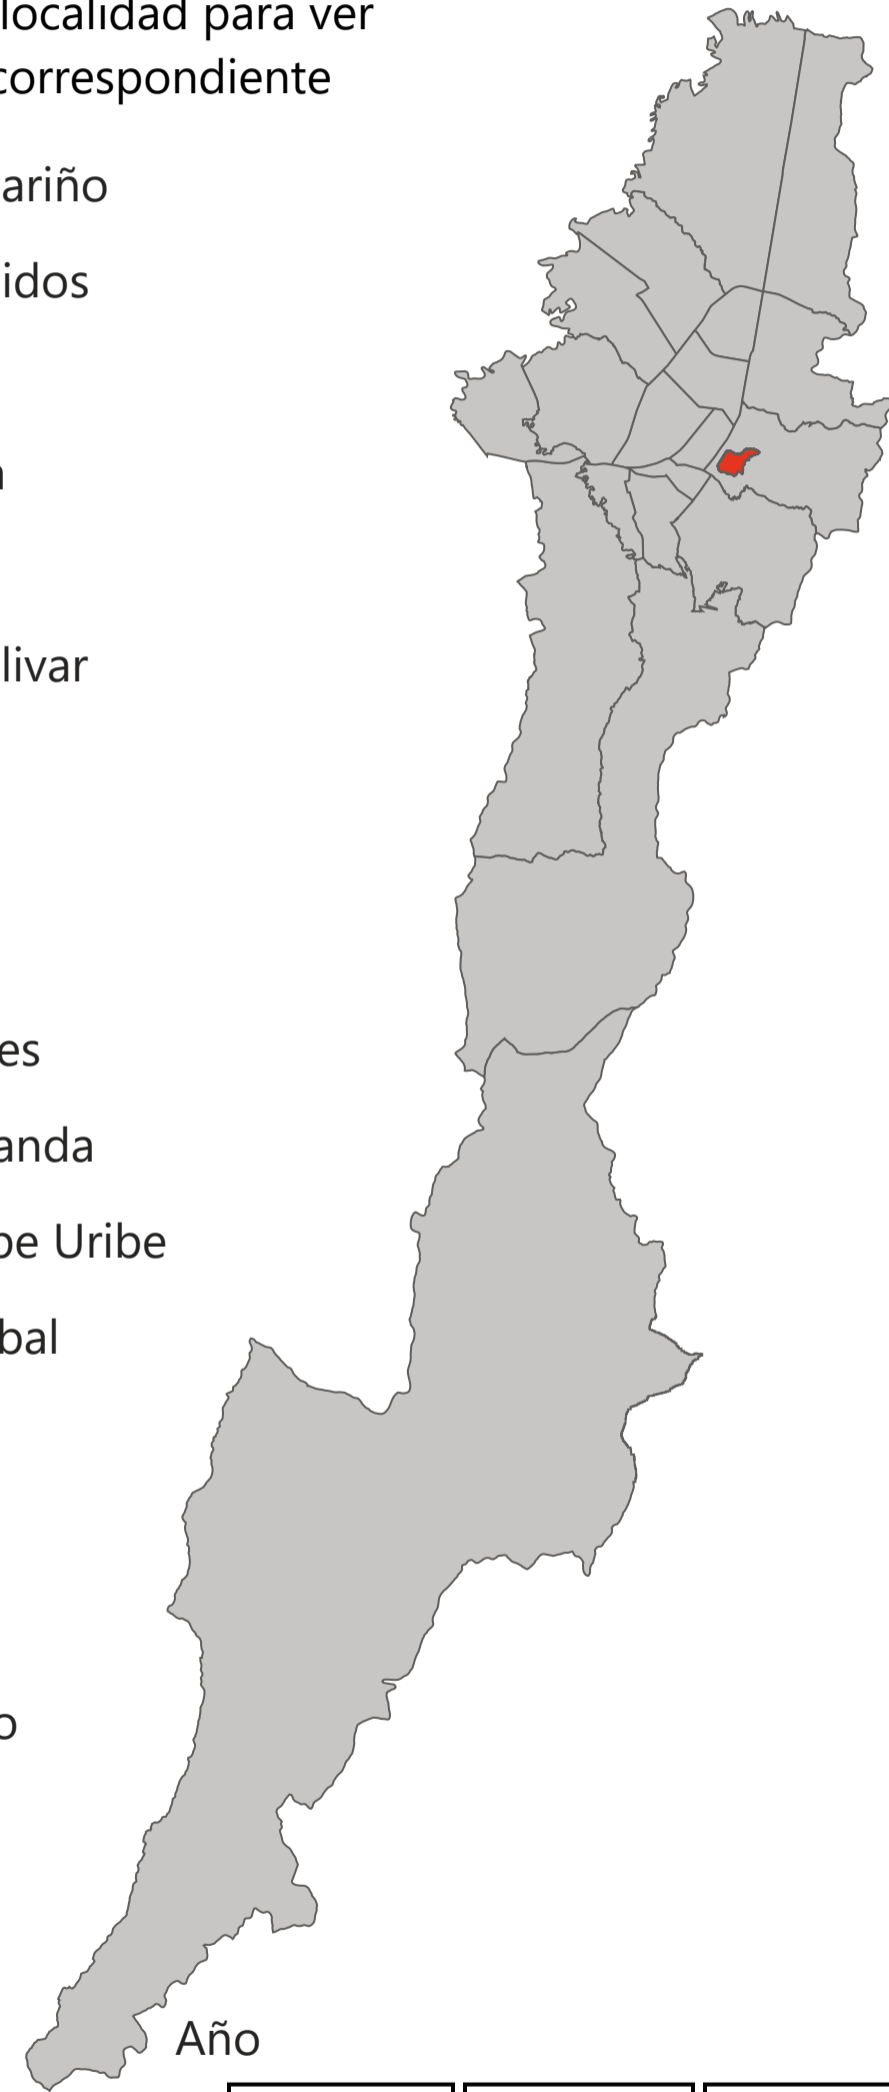 localidad para ver
correspondiente
ariño
idos
a
livar
es
anda
be Uribe
bal
o
Año